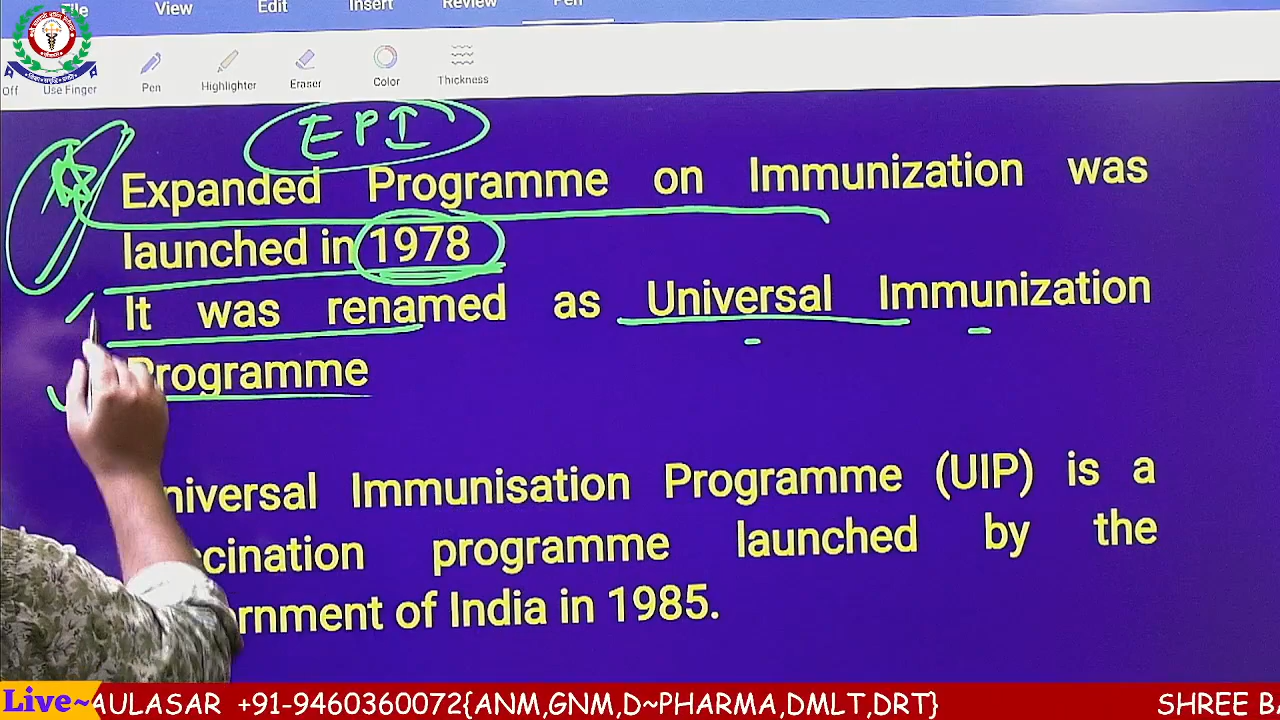 File View Edit Insert Review Pen
Off Use Finger Pen Highlighter Eraser Color Thickness
EPI
Expanded Programme on Immunization was
launched in 1978
It was renamed as Universal Immunization
Programme
niversal Immunisation Programme (UIP) is a
ccination programme launched by the
rnment of India in 1985.
Live~ AULASAR +91-9460360072{ANM,GNM,D~PHARMA,DMLT,DRT} SHREE BA